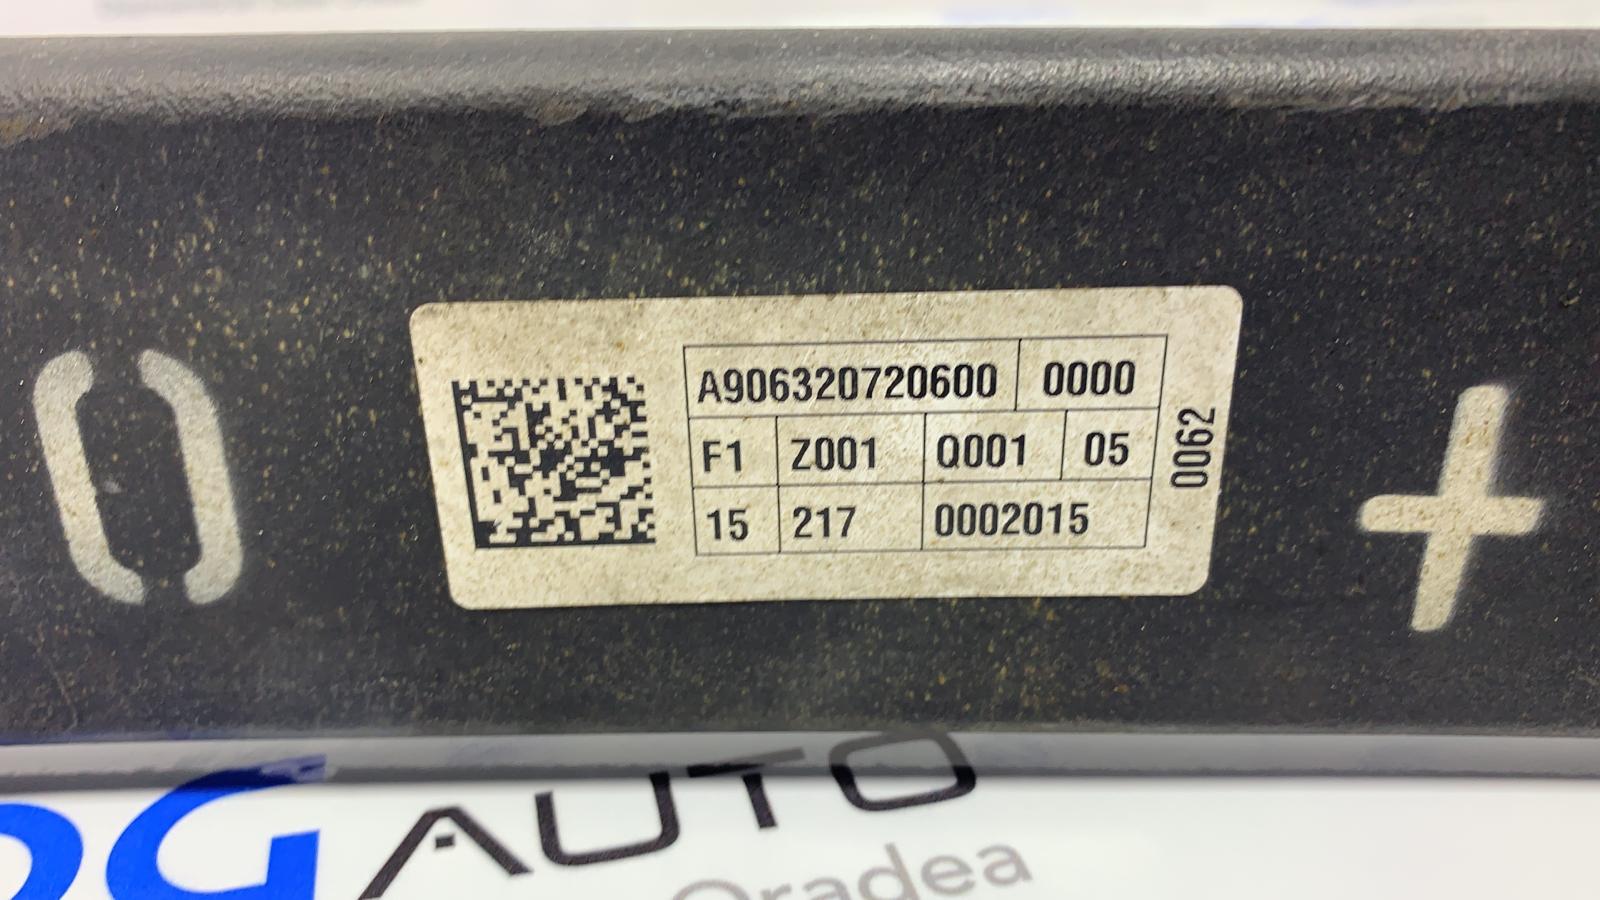 0
A906320720600 0000
F1 Z001 Q001 05
15 217 0002015
0062
+
AUTO
Oradea